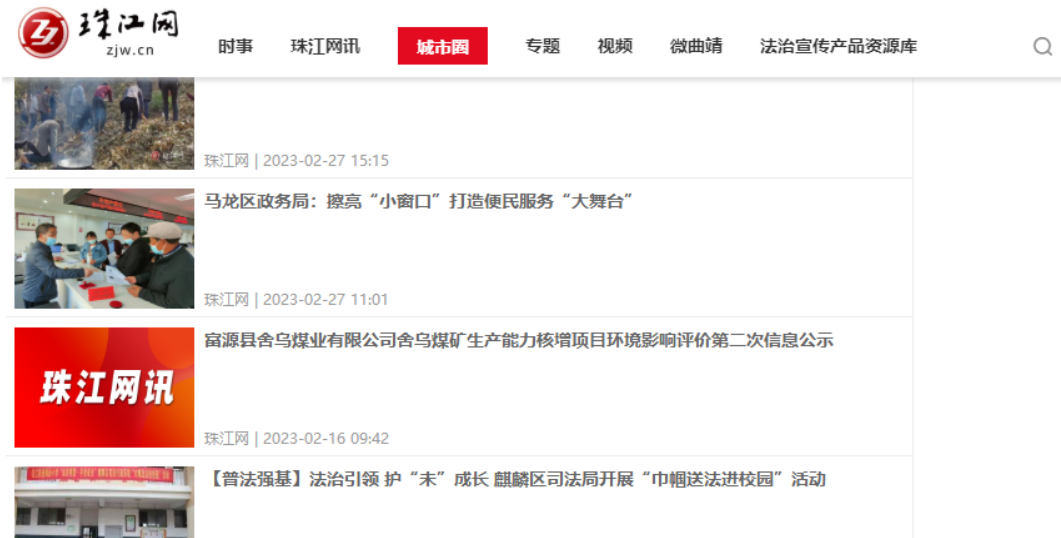 珠江网
zjw.cn
时事 珠江网讯 城市圈 专题 视频 微曲靖 法治宣传产品资源库
珠江网 | 2023-02-27 15:15
马龙区政务局：擦亮“小窗口”打造便民服务“大舞台”
珠江网 | 2023-02-27 11:01
富源县舍乌煤业有限公司舍乌煤矿生产能力核增项目环境影响评价第二次信息公示
珠江网讯
珠江网 | 2023-02-16 09:42
【普法强基】法治引领 护“未”成长 麒麟区司法局开展“巾帼送法进校园”活动